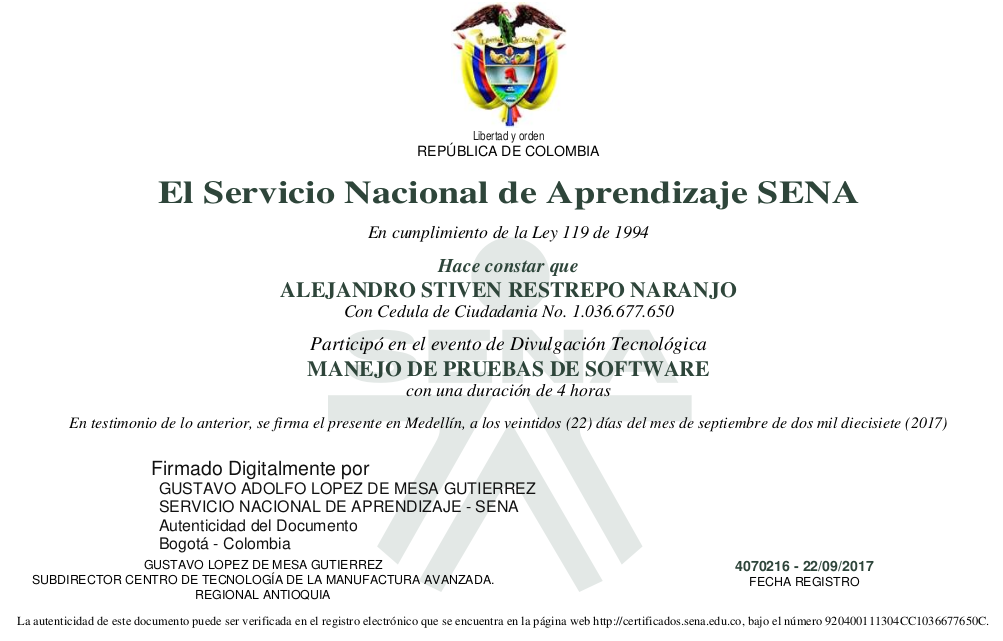 Libertad y Orden
Libertad y orden
REPÚBLICA DE COLOMBIA
El Servicio Nacional de Aprendizaje SENA
En cumplimiento de la Ley 119 de 1994
Hace constar que
ALEJANDRO STIVEN RESTREPO NARANJO
Con Cedula de Ciudadania No. 1.036.677.650
Participó en el evento de Divulgación Tecnológica
SENA
MANEJO DE PRUEBAS DE SOFTWARE
con una duración de 4 horas
En testimonio de lo anterior, se firma el presente en Medellín, a los veintidos (22) días del mes de septiembre de dos mil diecisiete (2017)
Firmado Digitalmente por
GUSTAVO ADOLFO LOPEZ DE MESA GUTIERREZ
SERVICIO NACIONAL DE APRENDIZAJE - SENA
Autenticidad del Documento
Bogotá - Colombia
GUSTAVO LOPEZ DE MESA GUTIERREZ
SUBDIRECTOR CENTRO DE TECNOLOGÍA DE LA MANUFACTURA AVANZADA.
REGIONAL ANTIOQUIA
4070216 - 22/09/2017
FECHA REGISTRO
La autenticidad de este documento puede ser verificada en el registro electrónico que se encuentra en la página web http://certificados.sena.edu.co, bajo el número 920400111304CC1036677650C.